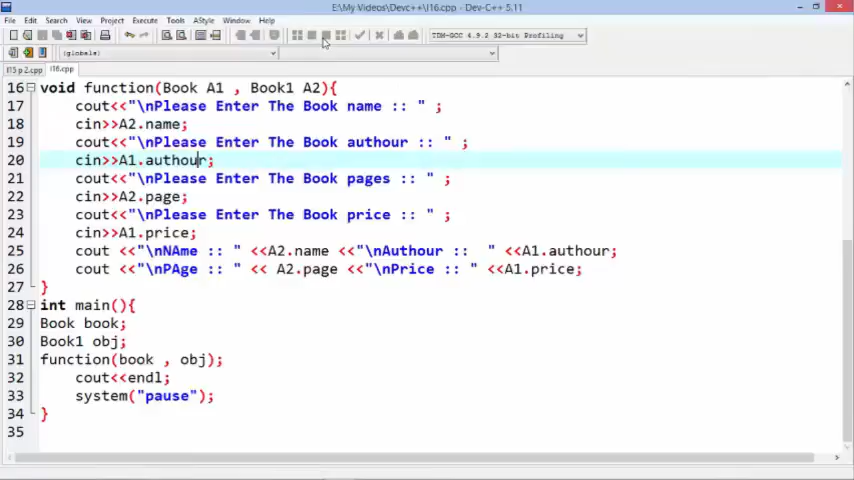 E:\My Videos\Devc++\I16.cpp - Dev-C++ 5.11
File Edit Search View Project Execute Tools AStyle Window Help
TDM-GCC 4.9.2 32-bit Profiling
(globals)
I15 p 2.cpp I16.cpp
16 void function(Book A1 , Book1 A2){
17 cout<<"\nPlease Enter The Book name :: " ;
18 cin>>A2.name;
19 cout<<"\nPlease Enter The Book authour :: " ;
20 cin>>A1.authour;
21 cout<<"\nPlease Enter The Book pages :: " ;
22 cin>>A2.page;
23 cout<<"\nPlease Enter The Book price :: " ;
24 cin>>A1.price;
25 cout <<"\nNAme :: " <<A2.name <<"\nAuthour ::  " <<A1.authour;
26 cout <<"\nPAge :: " << A2.page <<"\nPrice :: " <<A1.price;
27 }
28 int main(){
29 Book book;
30 Book1 obj;
31 function(book , obj);
32 cout<<endl;
33 system("pause");
34 }
35